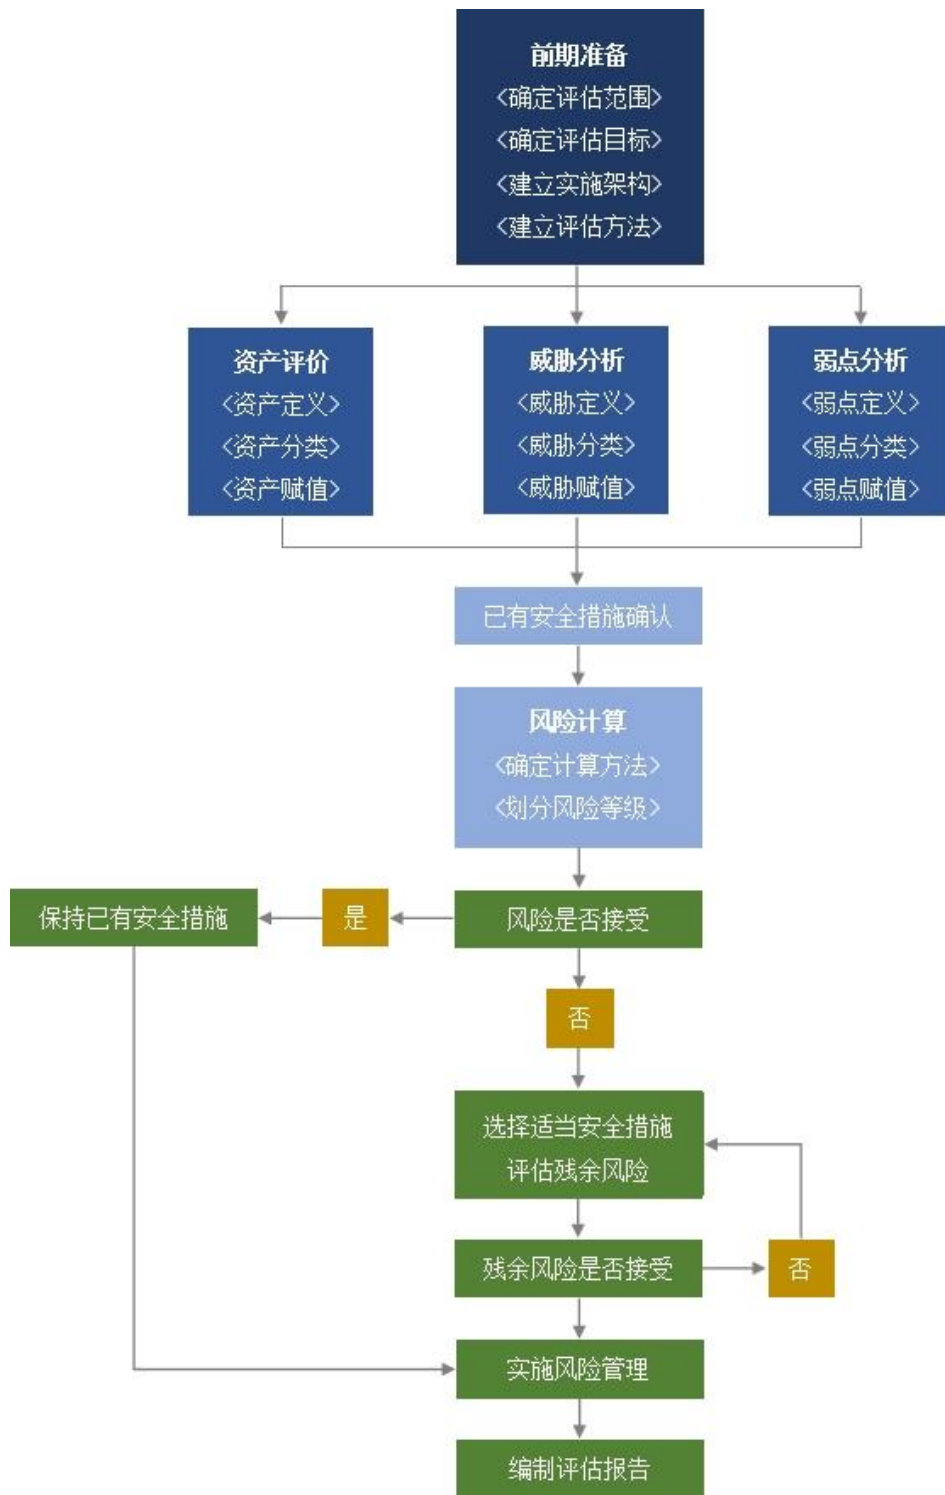 前期准备
<确定评估范围>
<确定评估目标>
<建立实施架构>
<建立评估方法>
资产评价
<资产定义>
<资产分类>
<资产赋值>
威胁分析
<威胁定义>
<威胁分类>
<威胁赋值>
弱点分析
<弱点定义>
<弱点分类>
<弱点赋值>
已有安全措施确认
风险计算
<确定计算方法>
<划分风险等级>
保持已有安全措施
是
风险是否接受
否
选择适当安全措施
评估残余风险
残余风险是否接受
否
实施风险管理
编制评估报告